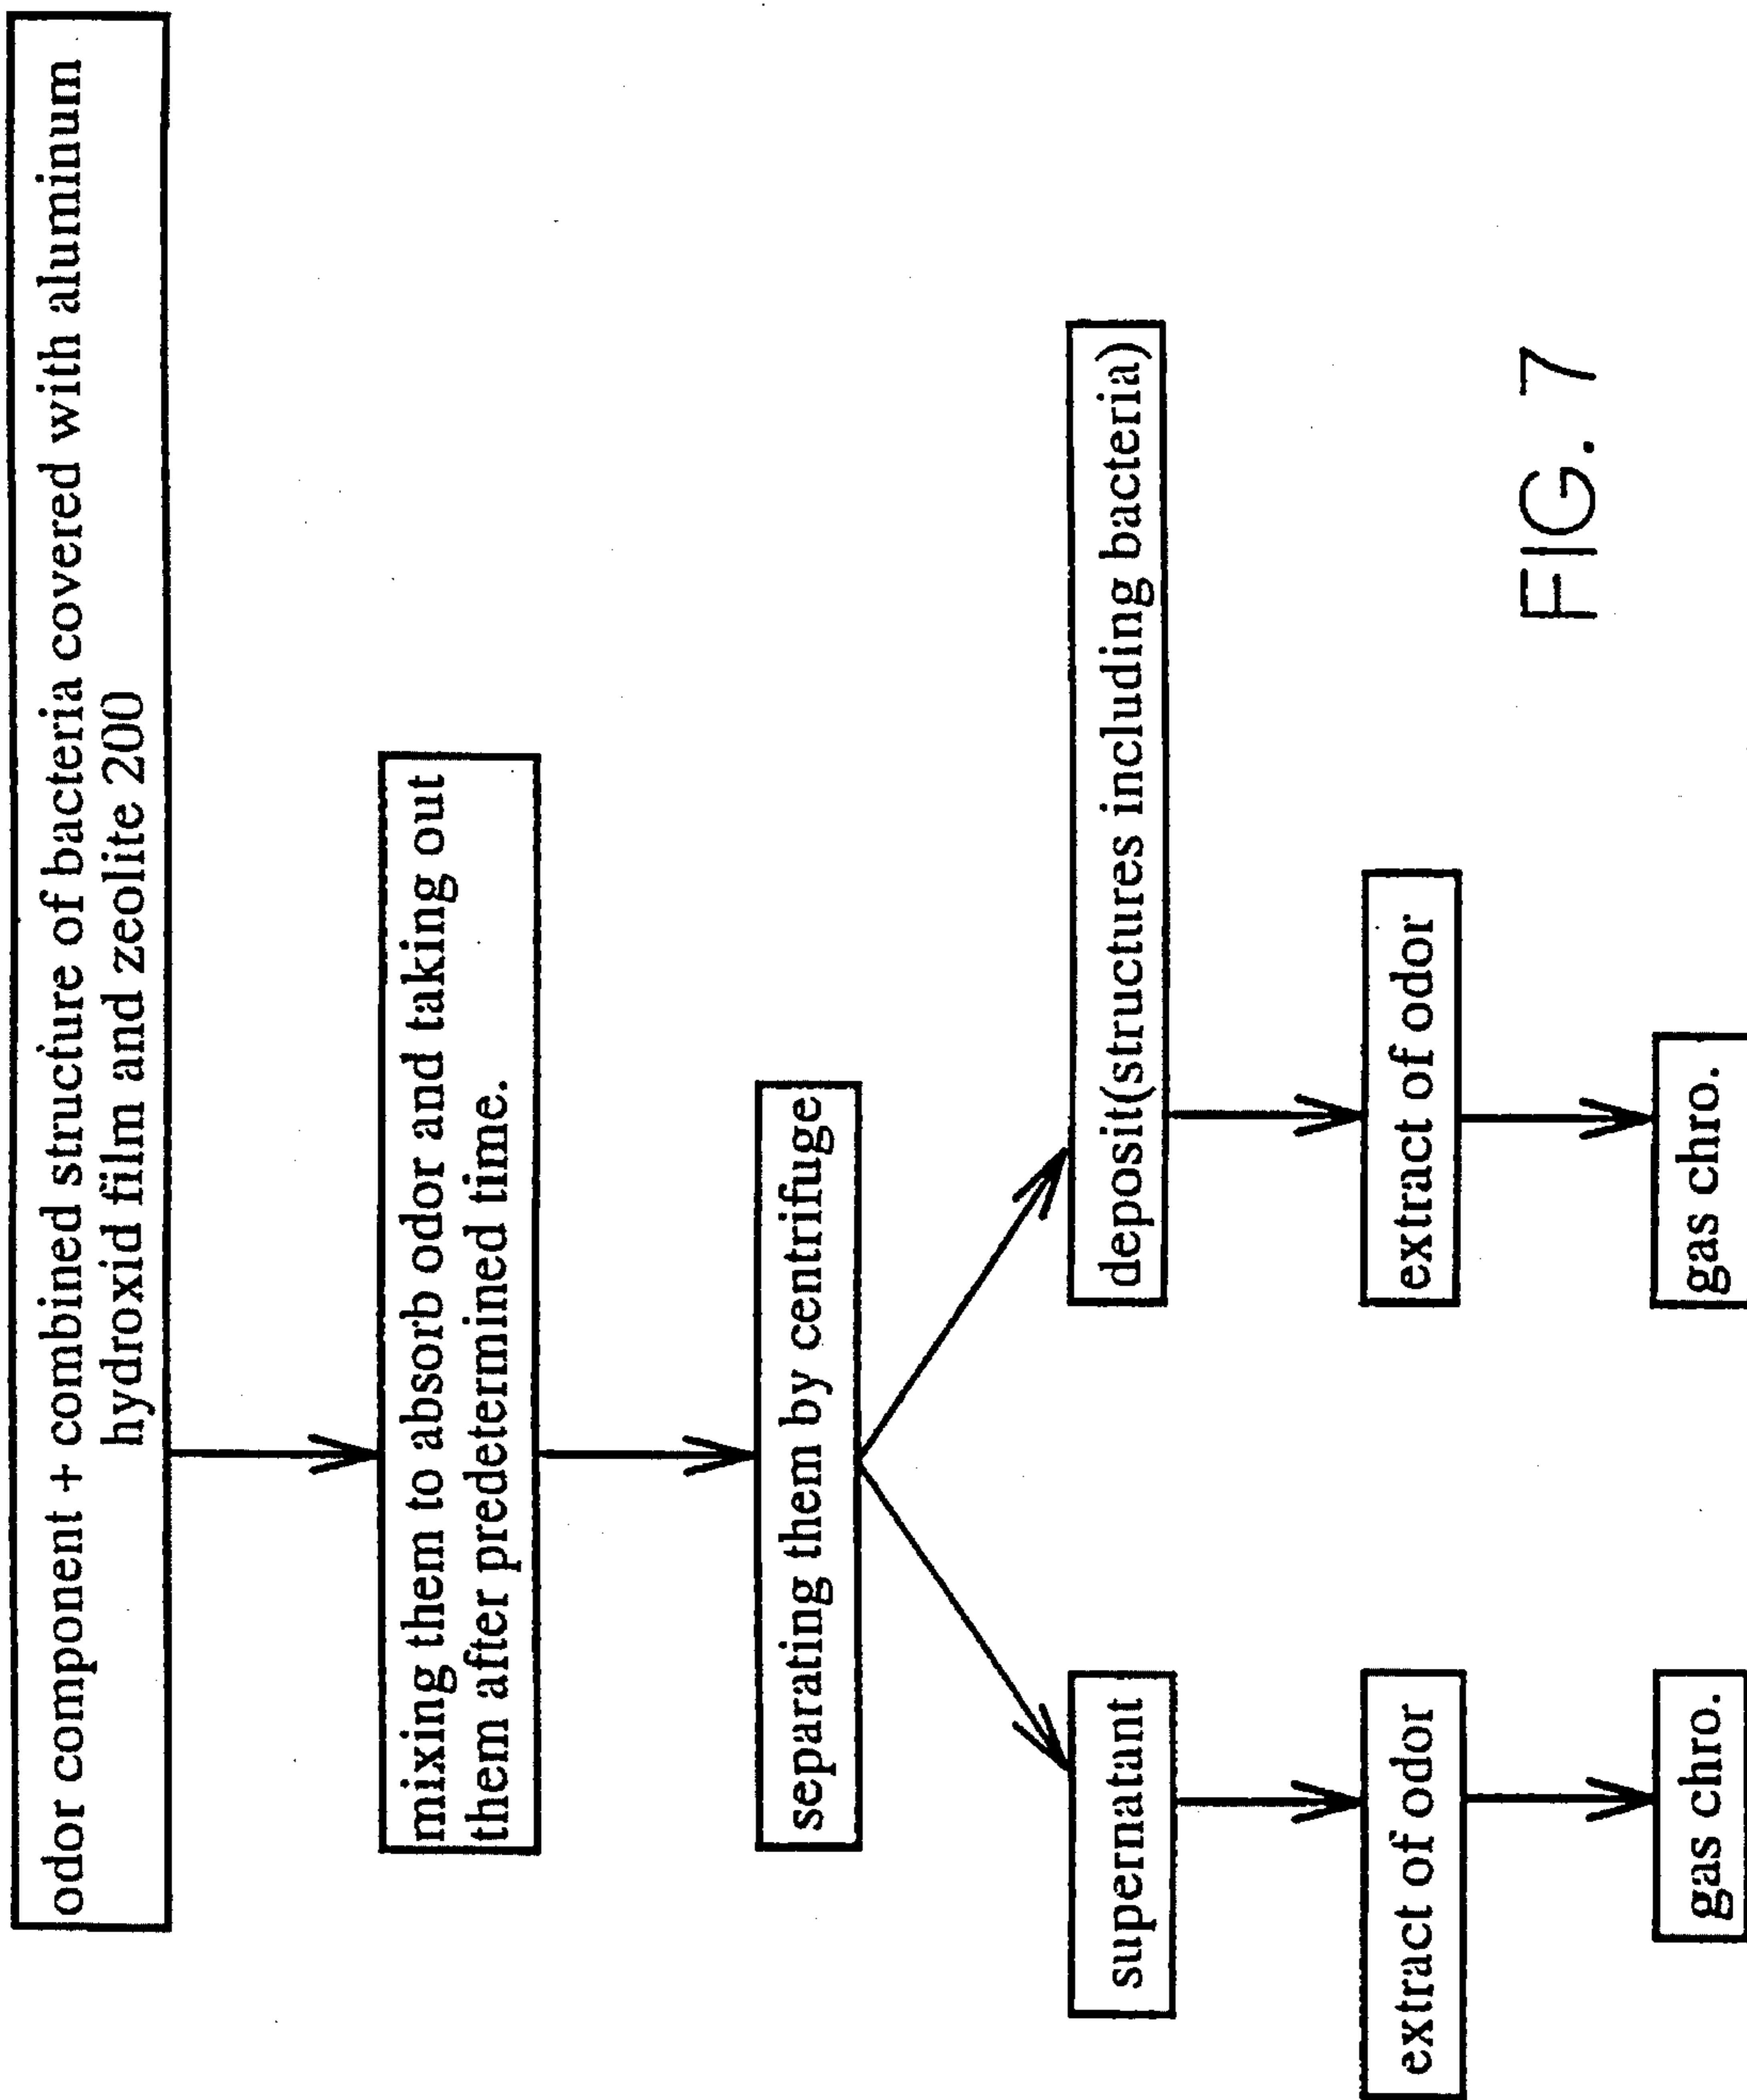 odor component + combined structure of bacteria covered with aluminum
hydroxid film and zeolite 200
mixing them to absorb odor and taking out
them after predetermined time.
separating them by centrifuge
supernatant
deposit(structures including bacteria)
extract of odor
extract of odor
gas chro.
gas chro.
FIG. 7